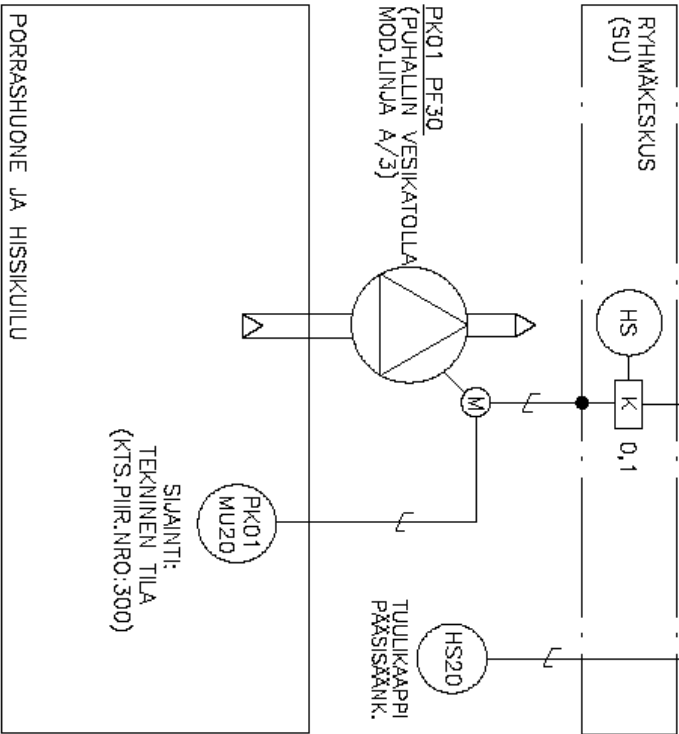 RYHMÄKESKUS
(SU)
HS
K
0,1
PK01 PF30
(PUHALLIN VESIKATOLLA
MOD.LINJA A/3)
M
HS20
TUULIKAAPPI
PÄÄSISÄÄNK.
PK01
MU20
SIJAINTI:
TEKNINEN TILA
(KTS.PIIR.NRO:300)
PORRASHUONE JA HISSIKUILU